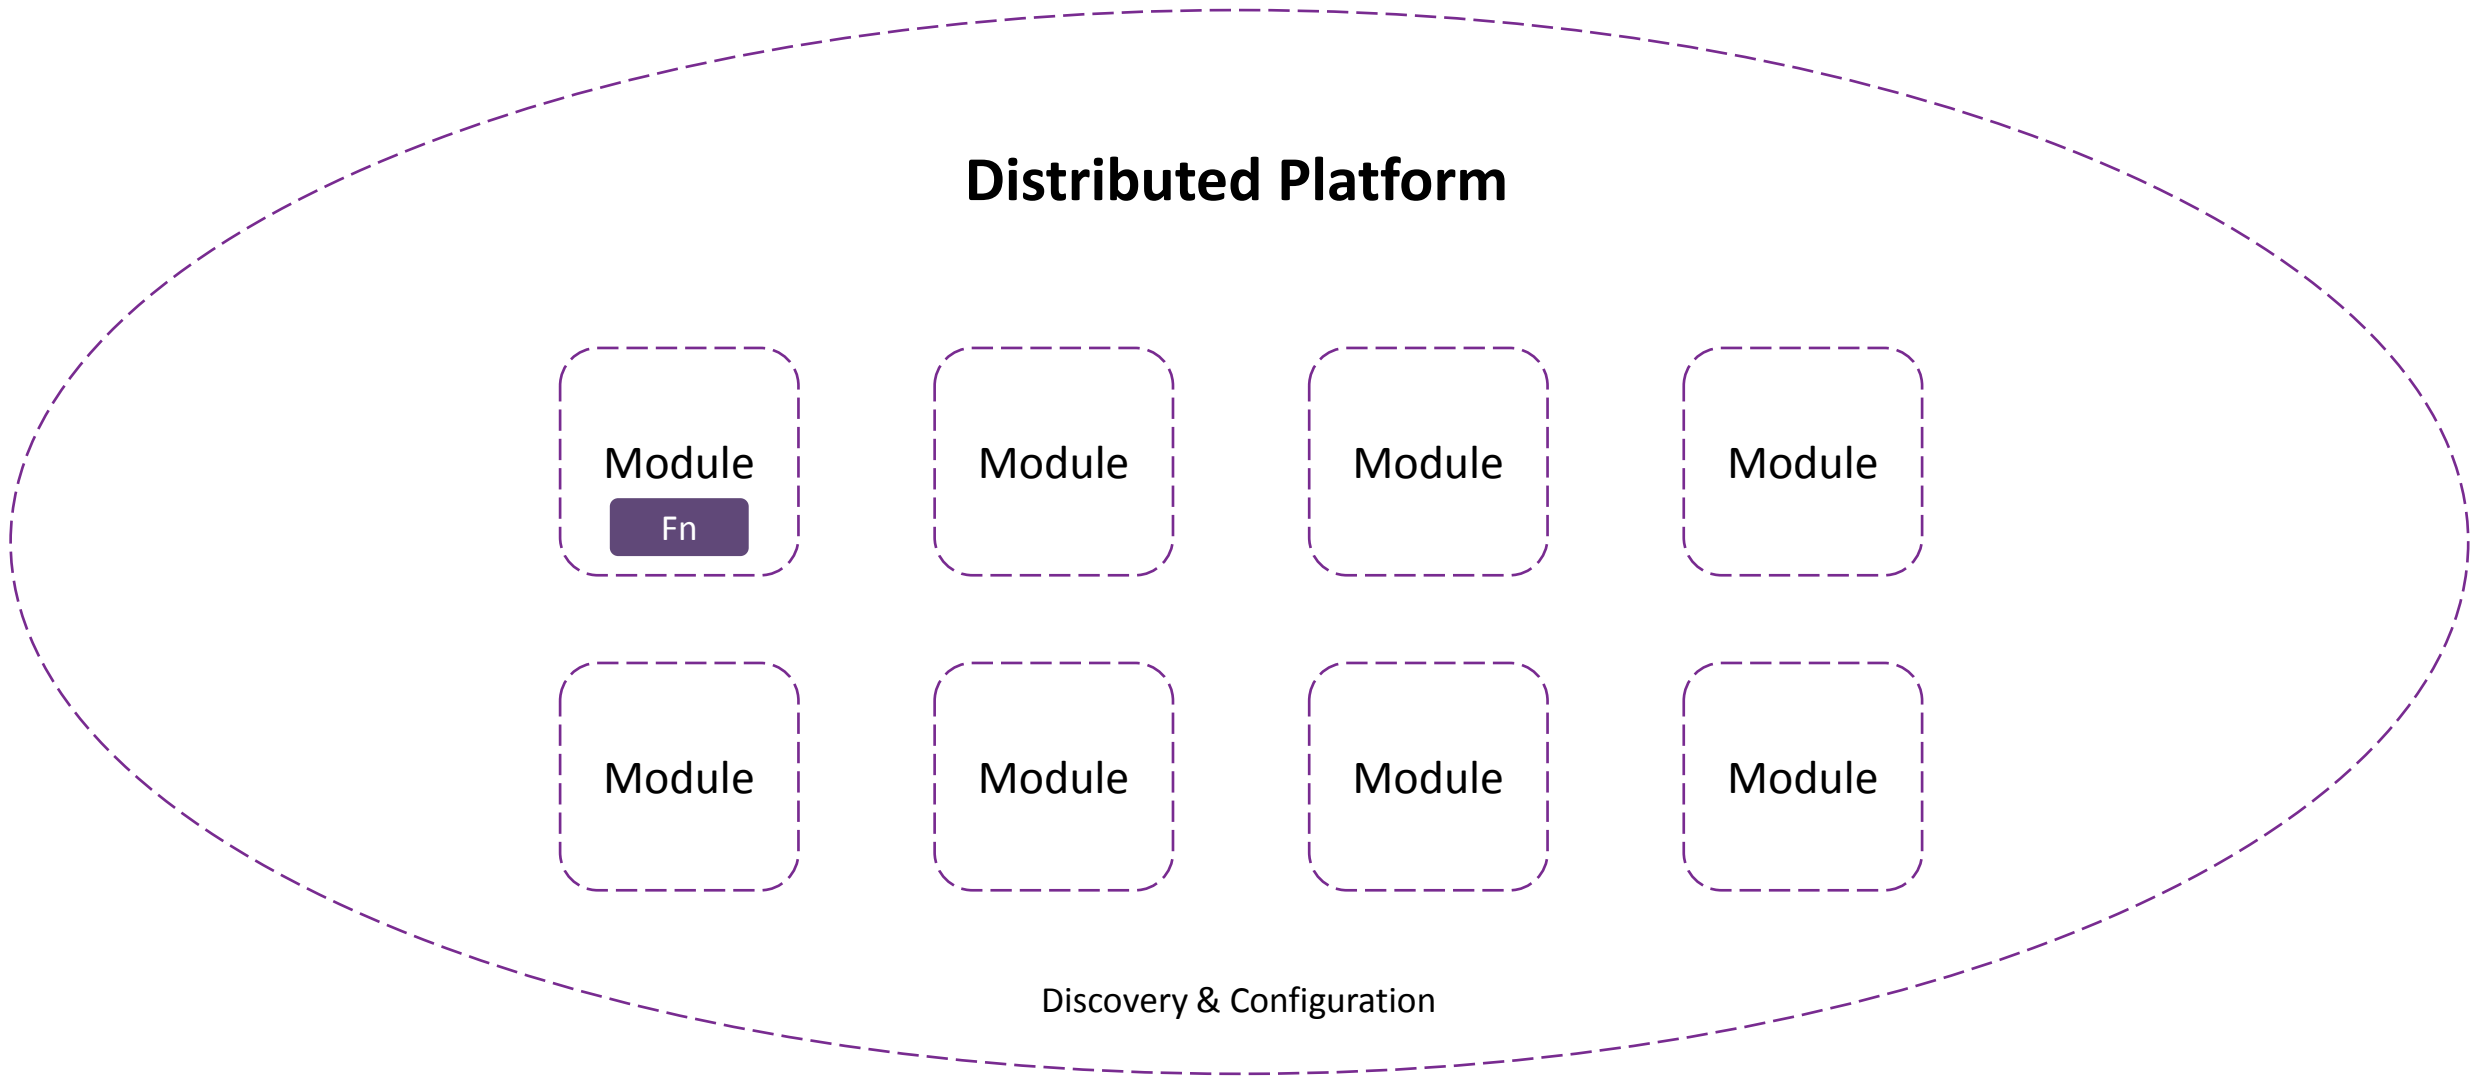 Distributed Platform
Module
Fn
Module
Module
Module
Module
Module
Module
Module
Discovery & Configuration